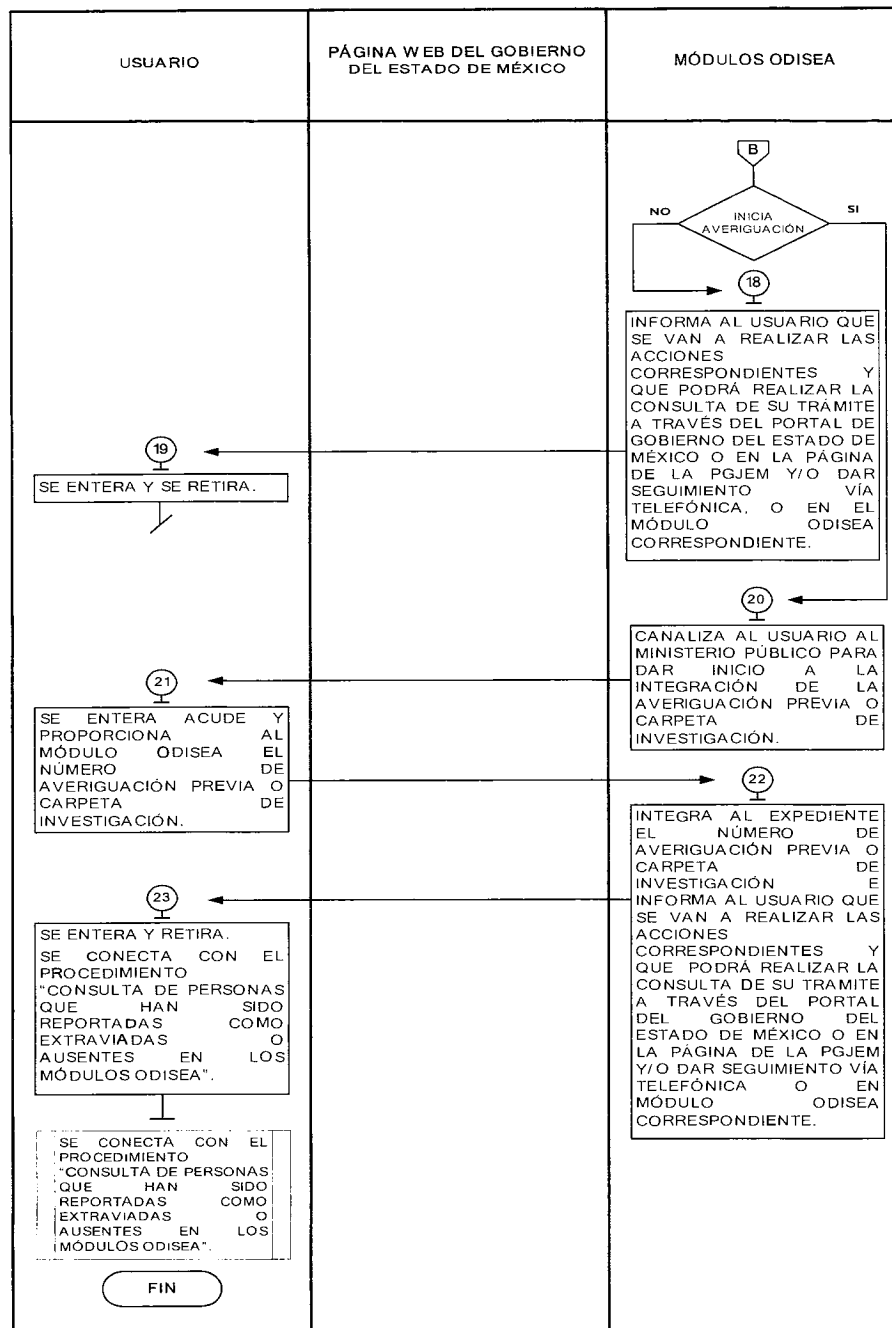 USUARIO
PÁGINA WEB DEL GOBIERNO
DEL ESTADO DE MÉXICO
MÓDULOS ODISEA
B
NO
INICIA
AVERIGUACIÓN
SI
18
INFORMA AL USUARIO QUE
SE VAN A REALIZAR LAS
ACCIONES
CORRESPONDIENTES Y
QUE PODRÁ REALIZAR LA
CONSULTA DE SU TRÁMITE
A TRAVÉS DEL PORTAL DE
GOBIERNO DEL ESTADO DE
MÉXICO O EN LA PÁGINA
DE LA PGJEM Y/O DAR
SEGUIMIENTO VÍA
TELEFÓNICA, O EN EL
MÓDULO ODISEA
CORRESPONDIENTE.
19
SE ENTERA Y SE RETIRA.
20
CANALIZA AL USUARIO AL
MINISTERIO PÚBLICO PARA
DAR INICIO A LA
INTEGRACIÓN DE LA
AVERIGUACIÓN PREVIA O
CARPETA DE
INVESTIGACIÓN.
21
SE ENTERA ACUDE Y
PROPORCIONA AL
MÓDULO ODISEA EL
NÚMERO DE
AVERIGUACIÓN PREVIA O
CARPETA DE
INVESTIGACIÓN.
22
INTEGRA AL EXPEDIENTE
EL NÚMERO DE
AVERIGUACIÓN PREVIA O
CARPETA DE
INVESTIGACIÓN E
INFORMA AL USUARIO QUE
SE VAN A REALIZAR LAS
ACCIONES
CORRESPONDIENTES Y
QUE PODRÁ REALIZAR LA
CONSULTA DE SU TRAMITE
A TRAVÉS DEL PORTAL
DEL GOBIERNO DEL
ESTADO DE MÉXICO O EN
LA PÁGINA DE LA PGJEM
Y/O DAR SEGUIMIENTO VÍA
TELEFÓNICA O EN
MÓDULO ODISEA
CORRESPONDIENTE.
23
SE ENTERA Y RETIRA.
SE CONECTA CON EL
PROCEDIMIENTO
"CONSULTA DE PERSONAS
QUE HAN SIDO
REPORTADAS COMO
EXTRAVIADAS O
AUSENTES EN LOS
MÓDULOS ODISEA".
SE CONECTA CON EL
PROCEDIMIENTO
"CONSULTA DE PERSONAS
QUE HAN SIDO
REPORTADAS COMO
EXTRAVIADAS O
AUSENTES EN LOS
MÓDULOS ODISEA".
FIN